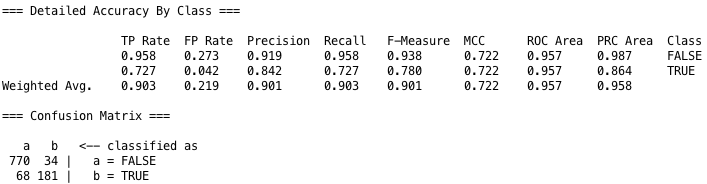 === Detailed Accuracy By Class ===
TP Rate FP Rate Precision Recall F-Measure MCC ROC Area PRC Area Class
0.958 0.273 0.919 0.958 0.938 0.722 0.957 0.987 FALSE
0.727 0.042 0.842 0.727 0.780 0.722 0.957 0.864 TRUE
Weighted Avg. 0.903 0.219 0.901 0.903 0.901 0.722 0.957 0.958
=== Confusion Matrix ===
a b <-- classified as
770 34 | a = FALSE
68 181 | b = TRUE